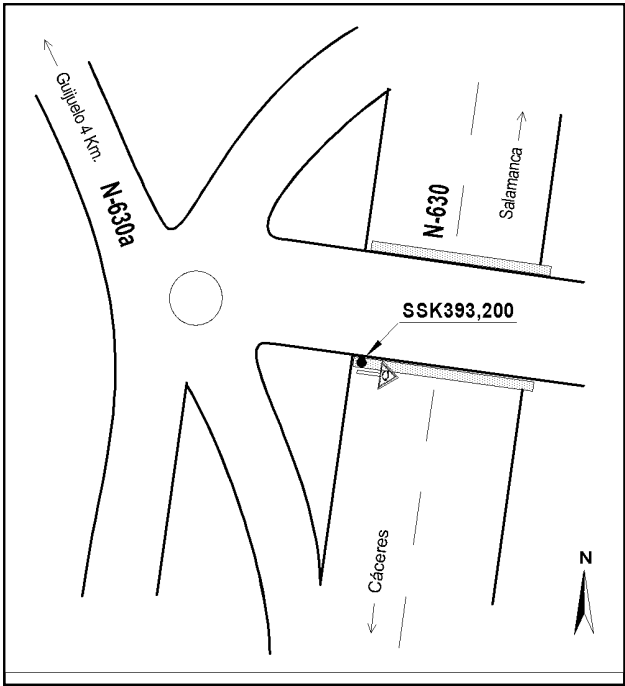 Guijuelo 4 Km.
N-630a
N-630
Salamanca
SSK393,200
Cáceres
N